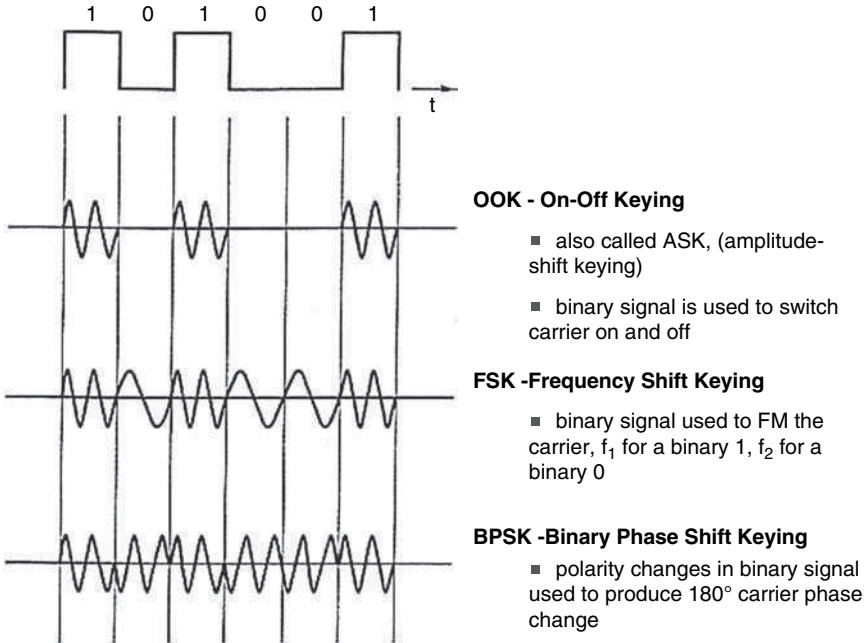 1 0 1 0 0 1
t
OOK - On-Off Keying
■ also called ASK, (amplitude-
shift keying)
■ binary signal is used to switch
carrier on and off
FSK -Frequency Shift Keying
■ binary signal used to FM the
carrier, f₁ for a binary 1, f₂ for a
binary 0
BPSK -Binary Phase Shift Keying
■ polarity changes in binary signal
used to produce 180° carrier phase
change